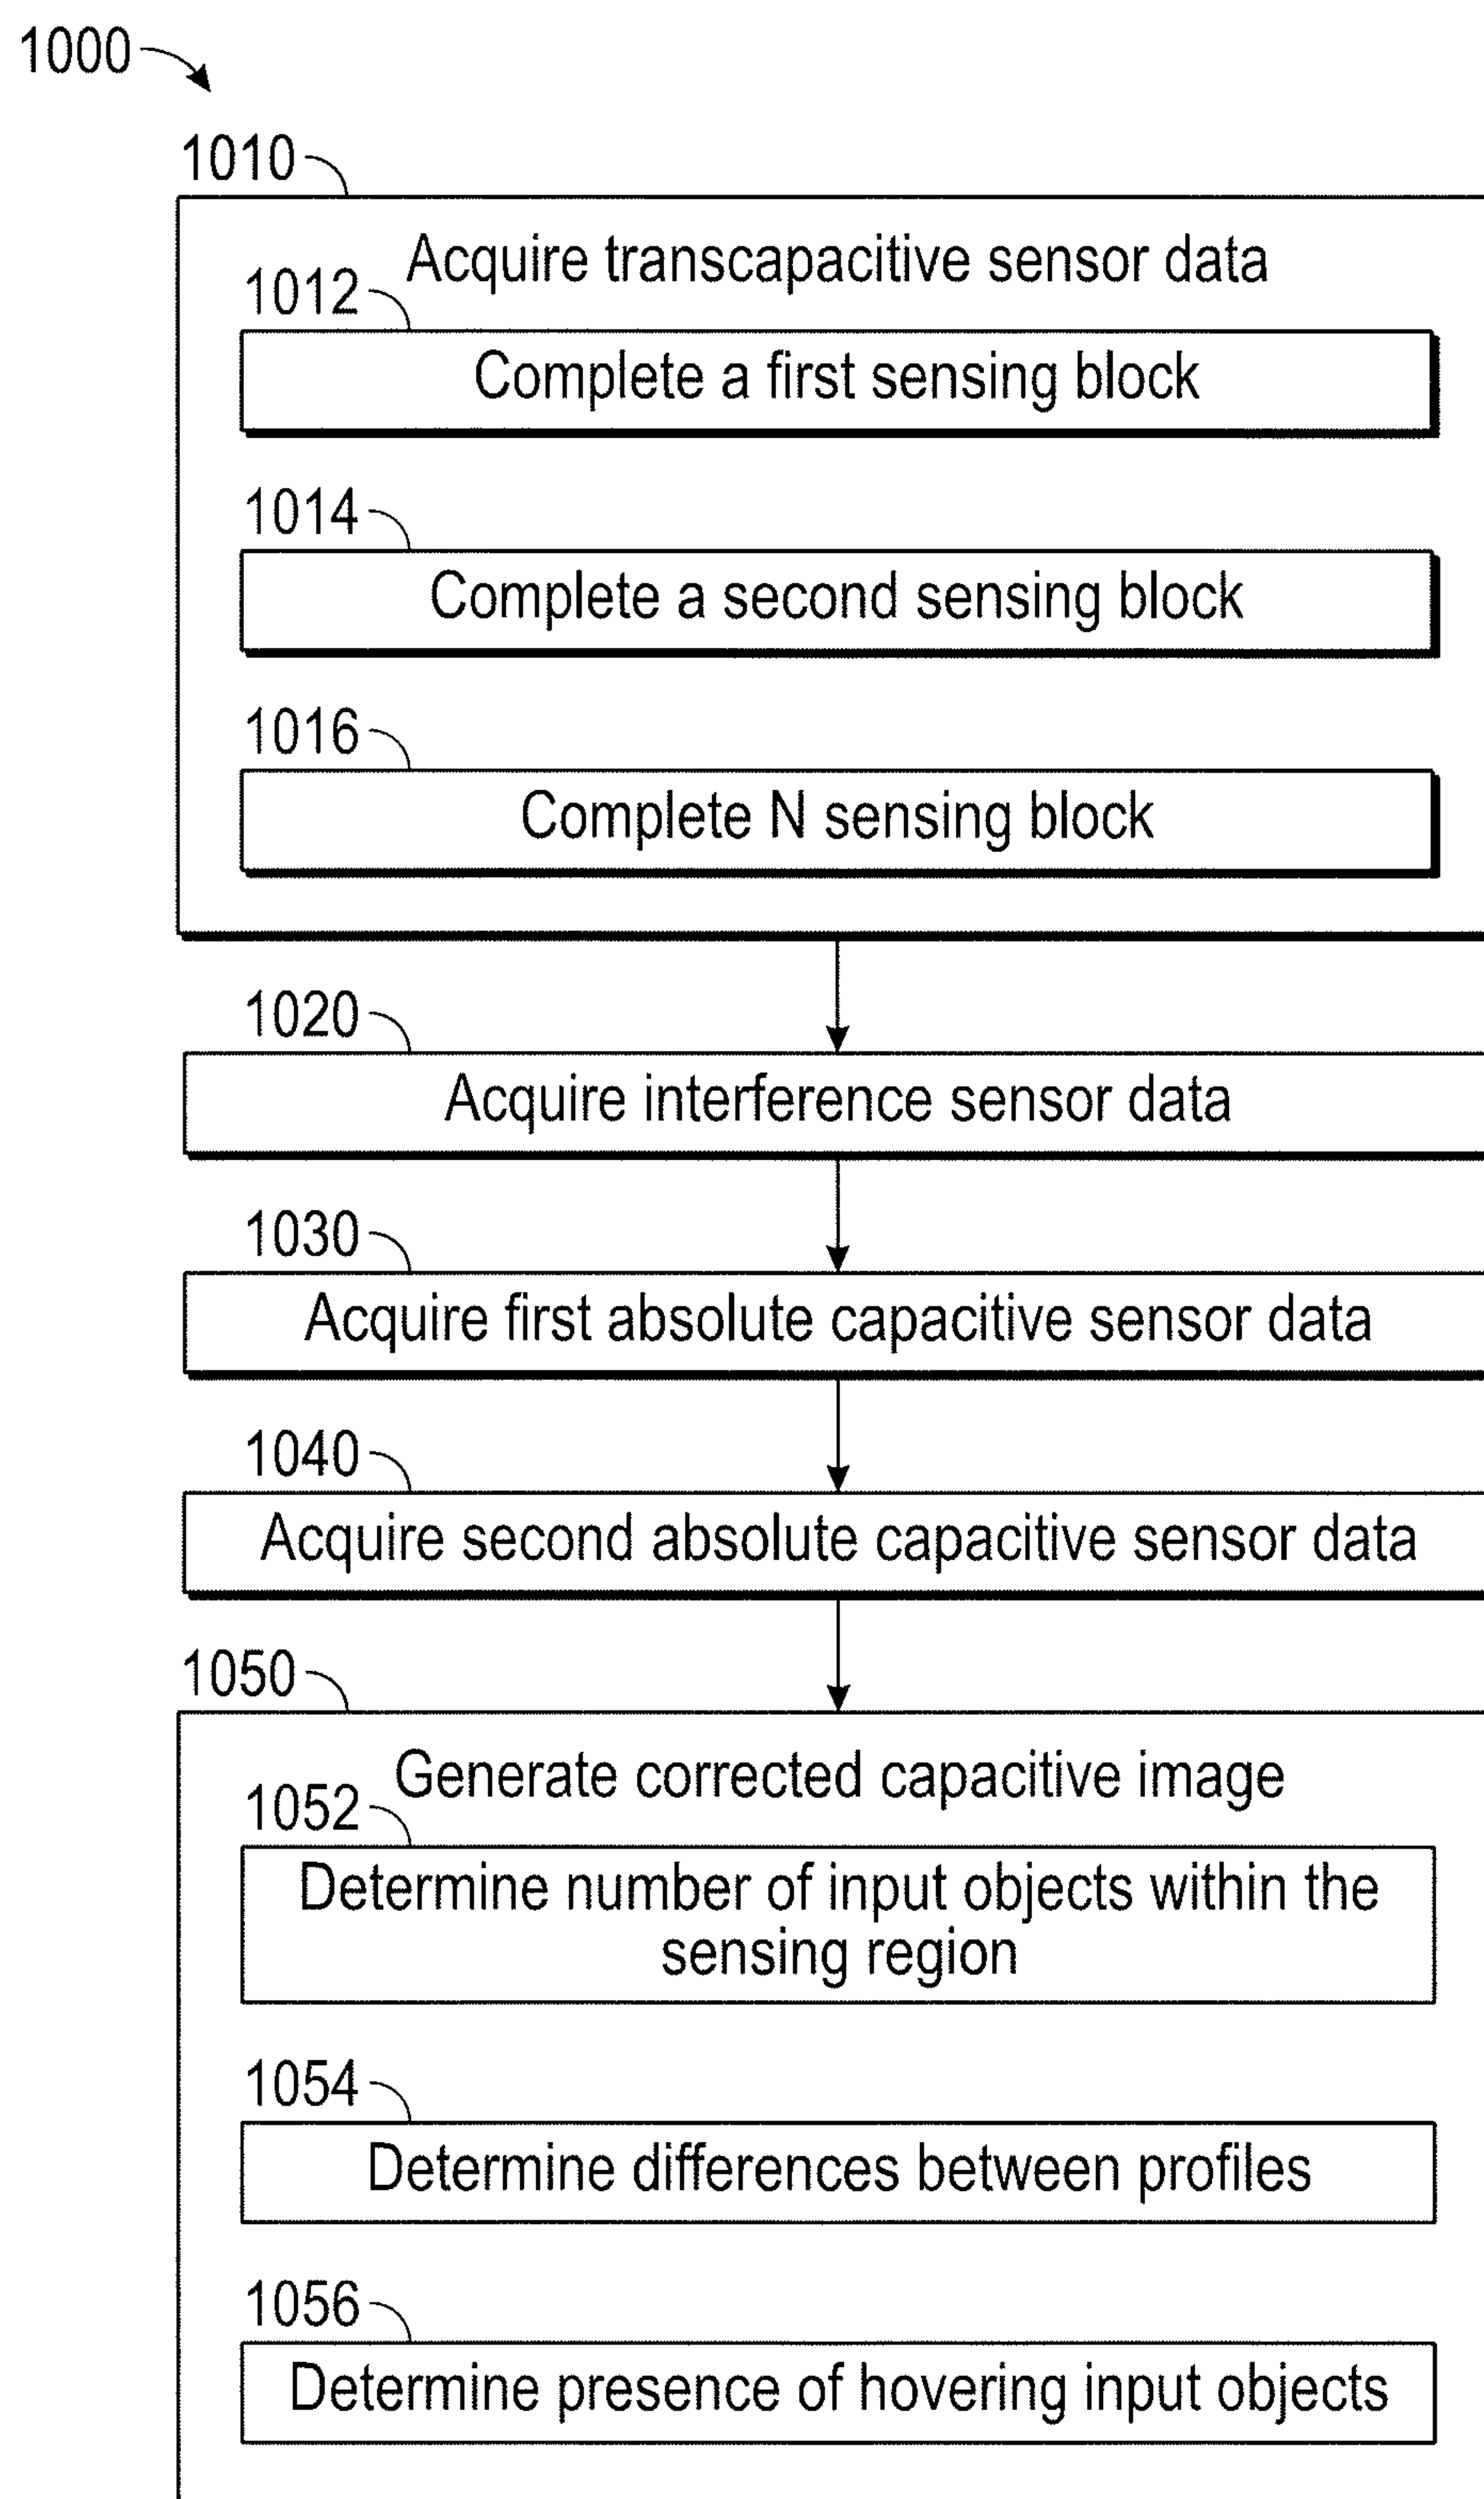 1000
1010
Acquire transcapacitive sensor data
1012
Complete a first sensing block
1014
Complete a second sensing block
1016
Complete N sensing block
1020
Acquire interference sensor data
1030
Acquire first absolute capacitive sensor data
1040
Acquire second absolute capacitive sensor data
1050
Generate corrected capacitive image
1052
Determine number of input objects within the
sensing region
1054
Determine differences between profiles
1056
Determine presence of hovering input objects